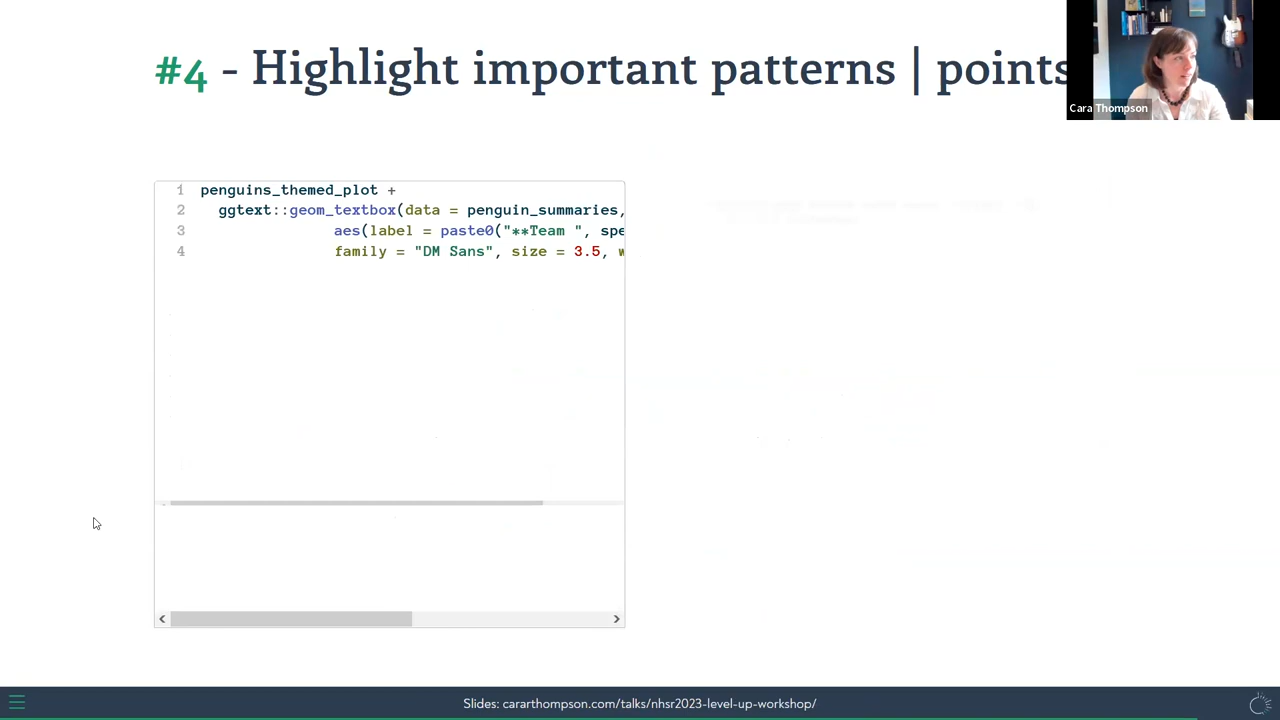 #4 - Highlight important patterns | points
Cara Thompson
1 penguins_themed_plot +
2 ggtext::geom_textbox(data = penguin_summaries,
3 aes(label = paste0("**Team ", spe
4 family = "DM Sans", size = 3.5, w
Slides: cararthompson.com/talks/nhsr2023-level-up-workshop/